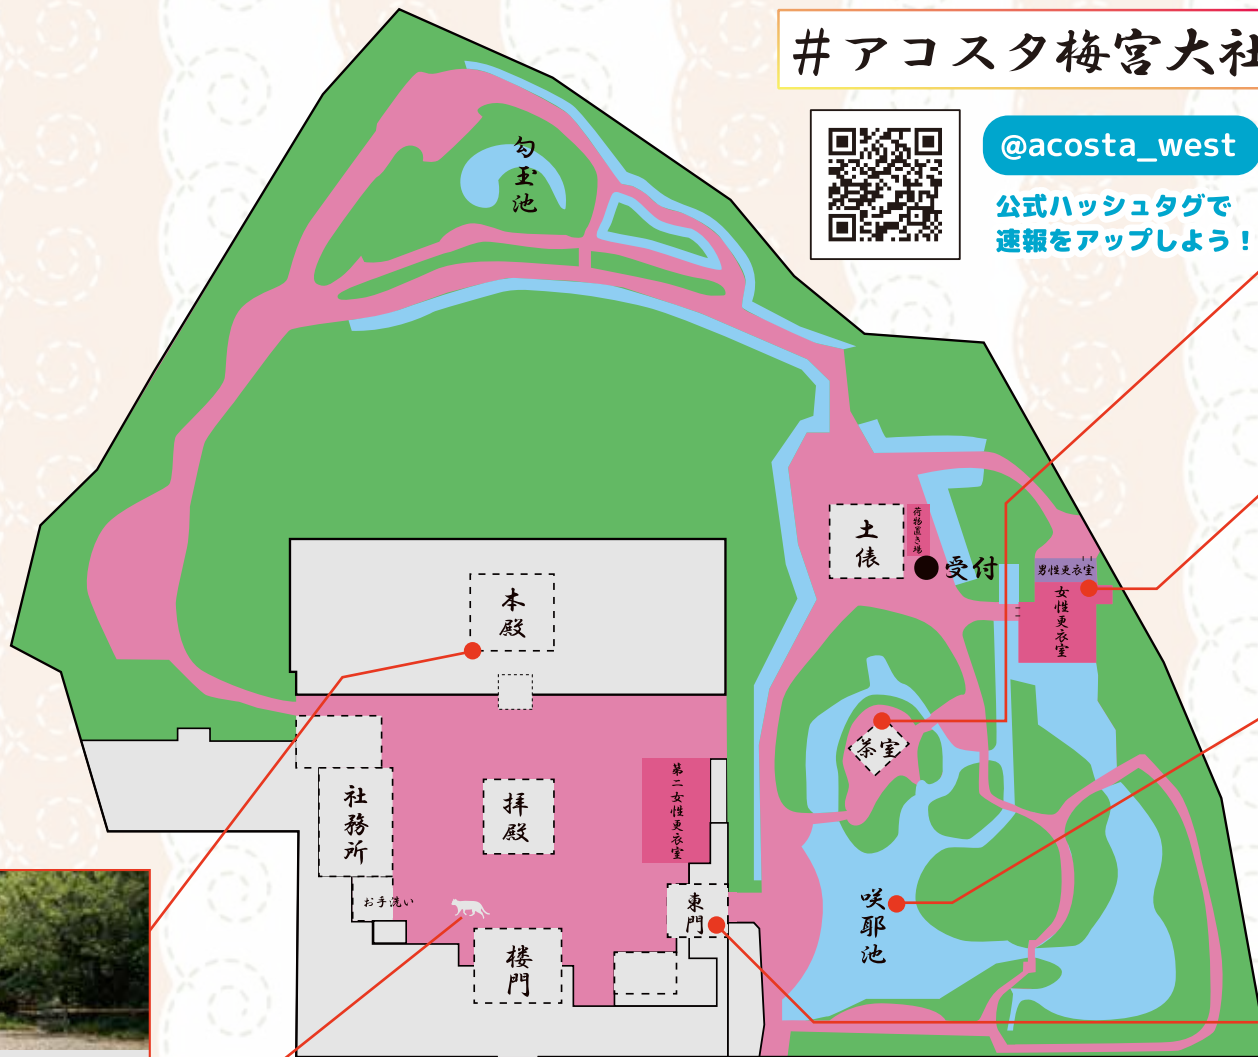 #アコスタ梅宮大社
@acosta_west
公式ハッシュタグで
速報をアップしよう！
勾玉池
土俵
荷物置き場
受付
男性更衣室
女性更衣室
本殿
茶室
社務所
拝殿
第二女性更衣室
お手洗い
東門
楼門
咲耶池